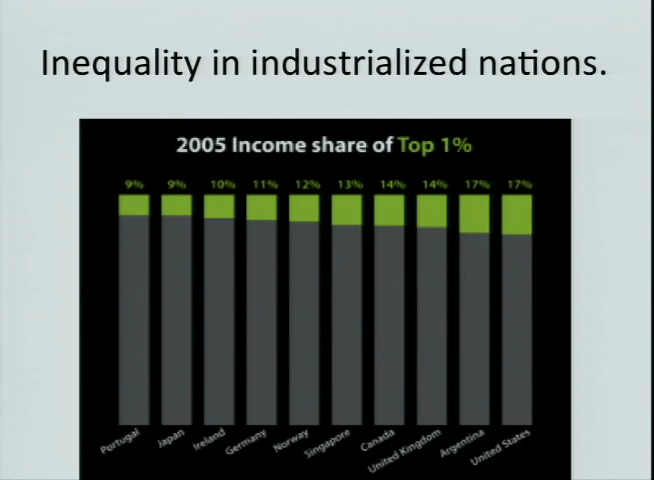 Inequality in industrialized nations.
2005 Income share of Top 1%
9% 9% 10% 11% 12% 13% 14% 14% 17% 17%
Portugal Japan Ireland Germany Norway Singapore Canada United Kingdom Argentina United States